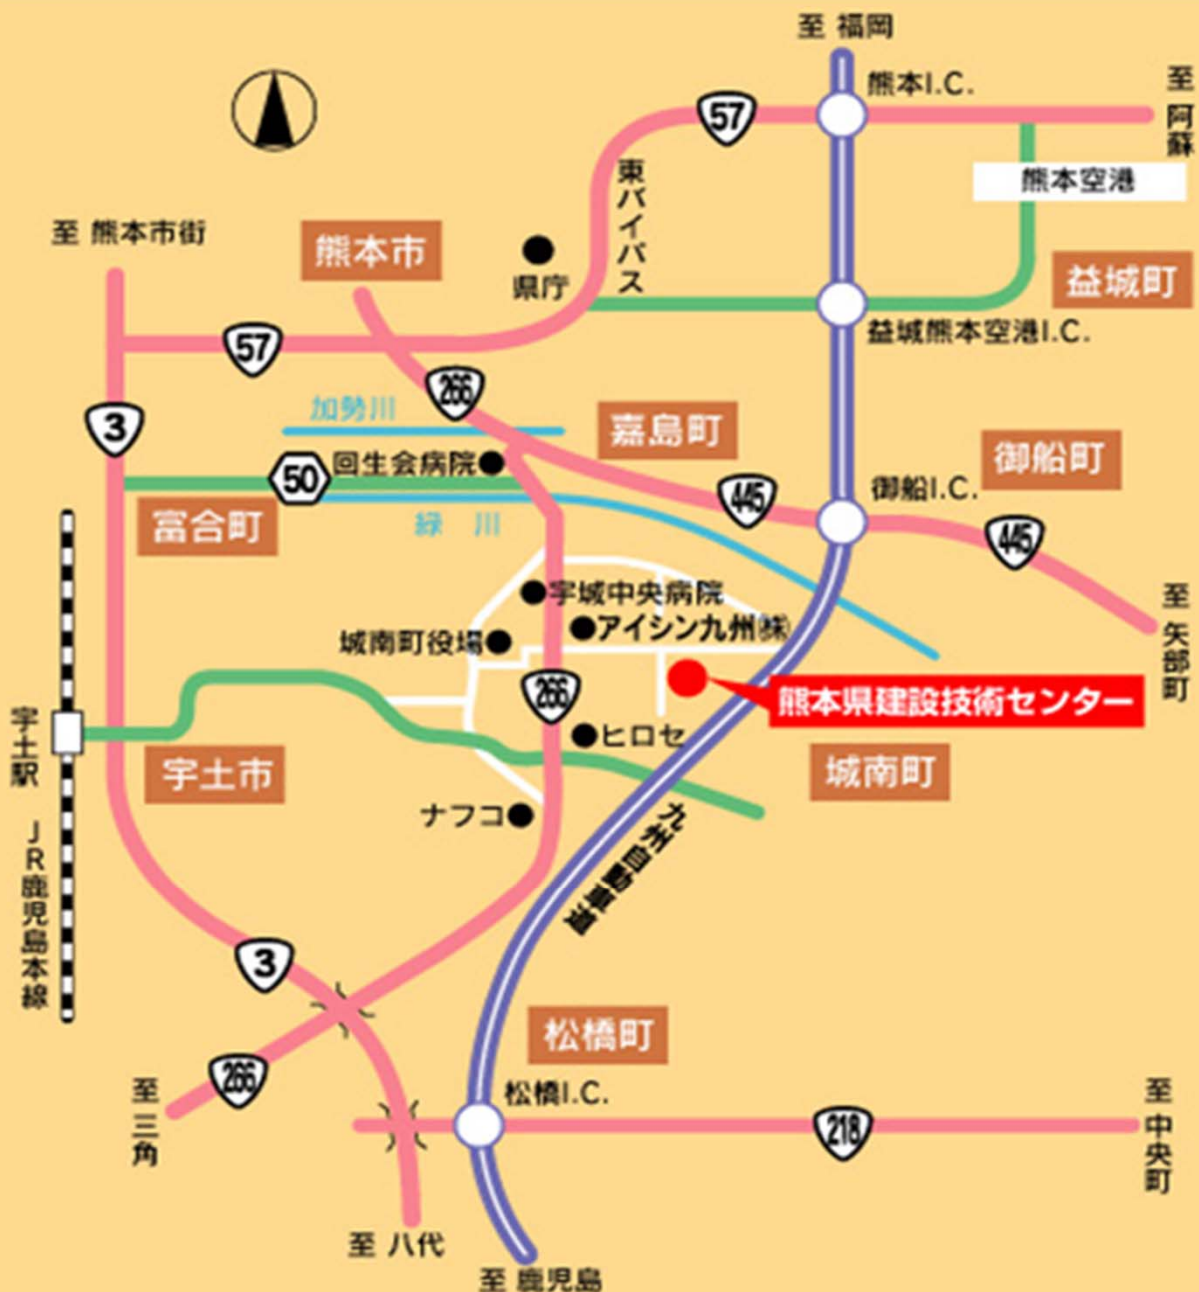 至 福岡
熊本I.C.
至 阿蘇
57
東バイパス
熊本空港
至 熊本市街
熊本市
県庁
益城町
57
益城熊本空港I.C.
266
3
加勢川
嘉島町
御船町
回生会病院
50
445
御船I.C.
富合町
緑 川
445
宇城中央病院
至 矢部町
アイシン九州㈱
城南町役場
266
熊本県建設技術センター
宇土駅
ヒロセ
宇土市
城南町
ナフコ
JR鹿児島本線
九州自動車道
3
松橋町
266
松橋I.C.
至 三角
218
至 中央町
至 八代
至 鹿児島